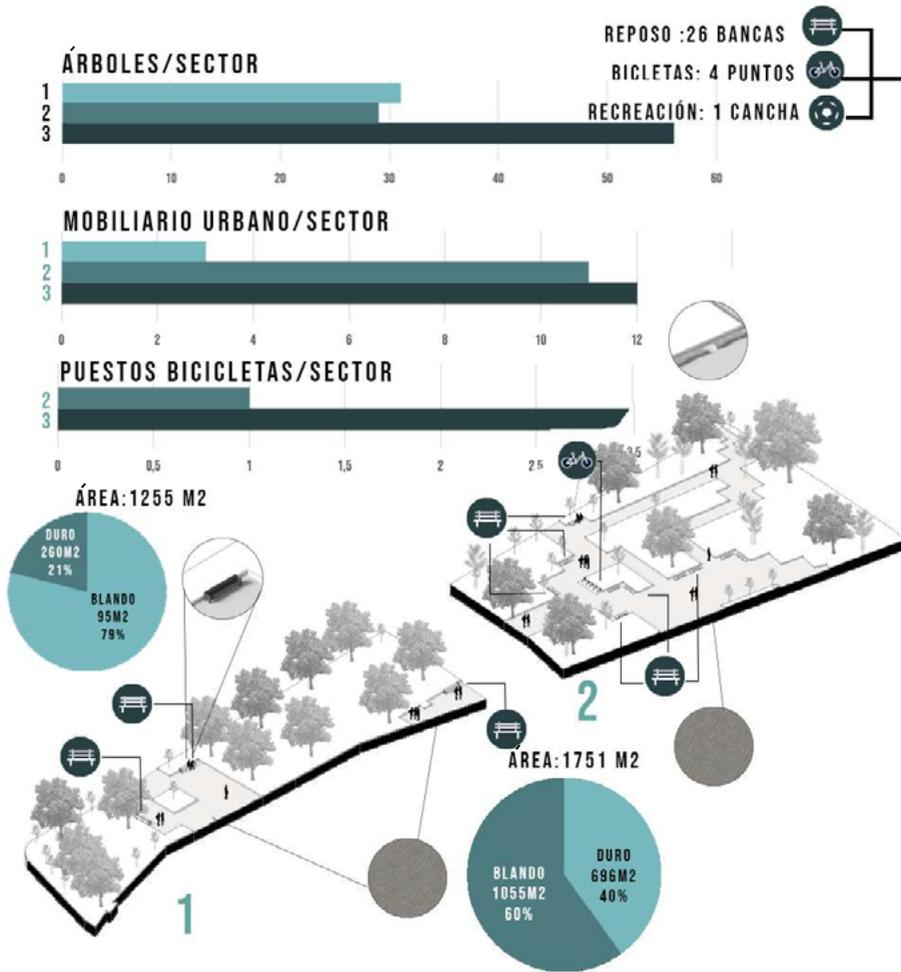 REPOSO :26 BANCAS
BICLETAS: 4 PUNTOS
RECREACIÓN: 1 CANCHA
ÁRBOLES/SECTOR
1
2
3
0 10 20 30 40 50 60
MOBILIARIO URBANO/SECTOR
1
2
3
0 2 4 6 8 10 12
PUESTOS BICICLETAS/SECTOR
2
3
0 0,5 1 1,5 2 2,5 3,5
ÁREA:1255 M2
DURO
260M2
21%
BLANDO
95M2
79%
1
2
ÁREA:1751 M2
BLANDO
1055M2
60%
DURO
696M2
40%